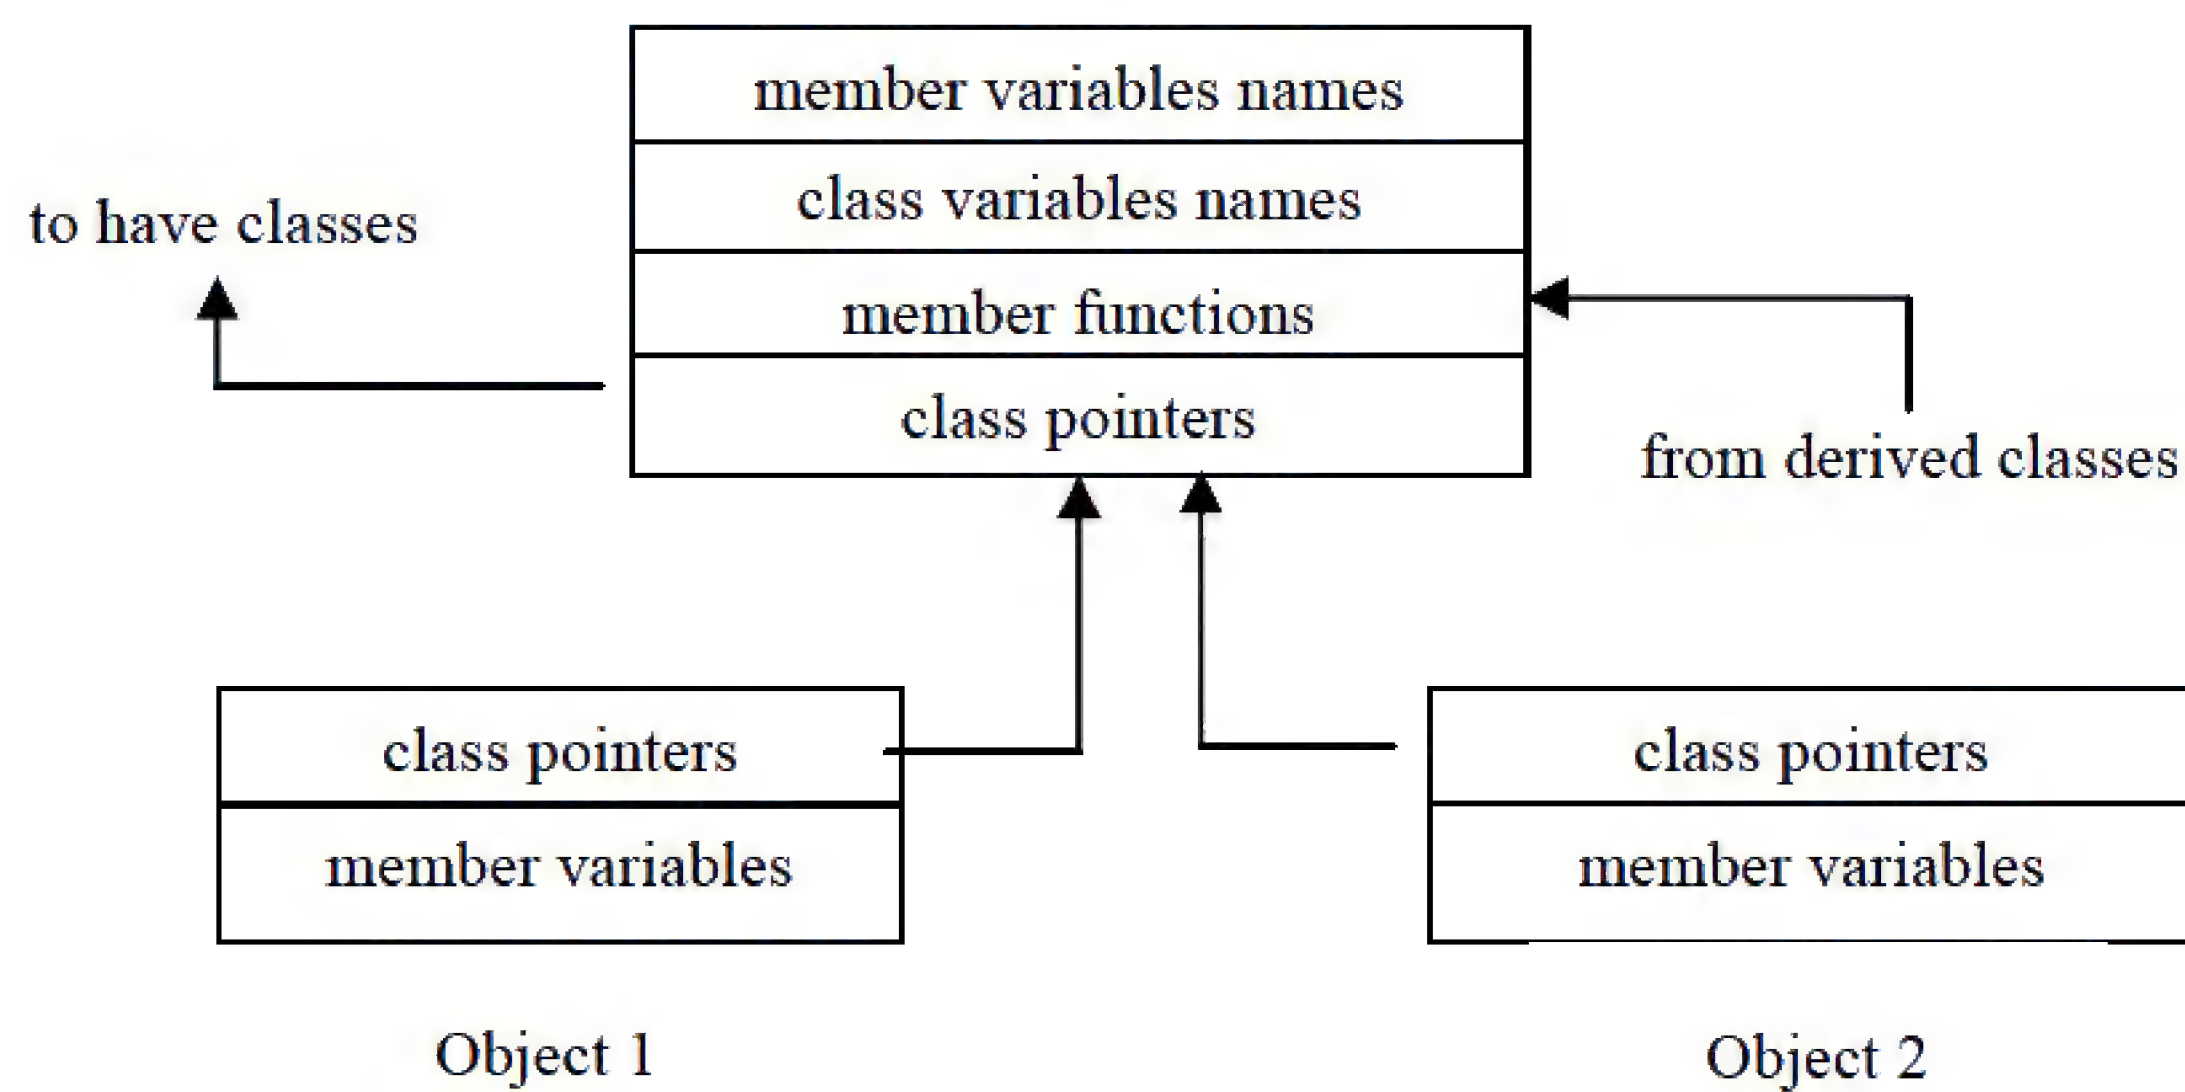 member variables names
class variables names
to have classes
member functions
class pointers
from derived classes
class pointers
class pointers
member variables
member variables
Object 1
Object 2